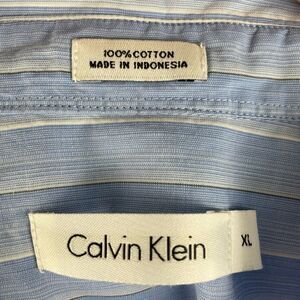 100% COTTON
MADE IN INDONESIA
Calvin Klein
XL